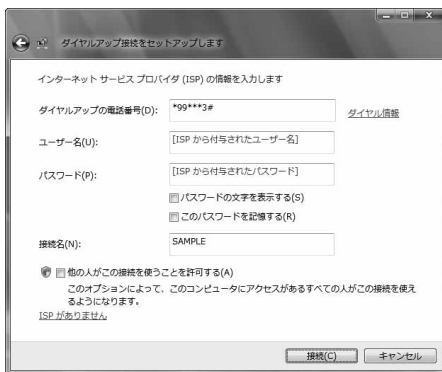 ダイヤルアップ接続をセットアップします
インターネット サービス プロバイダ (ISP) の情報を入力します
ダイヤルアップの電話番号(D):
*99***3#
ダイヤル情報
ユーザー名(U):
[ISP から付与されたユーザー名]
パスワード(P):
[ISP から付与されたパスワード]
パスワードの文字を表示する(S)
このパスワードを記憶する(R)
接続名(N):
SAMPLE
他の人がこの接続を使うことを許可する(A)
このオプションによって、このコンピュータにアクセスがあるすべての人がこの接続を使え
るようになります。
ISP がありません
接続(C)
キャンセル